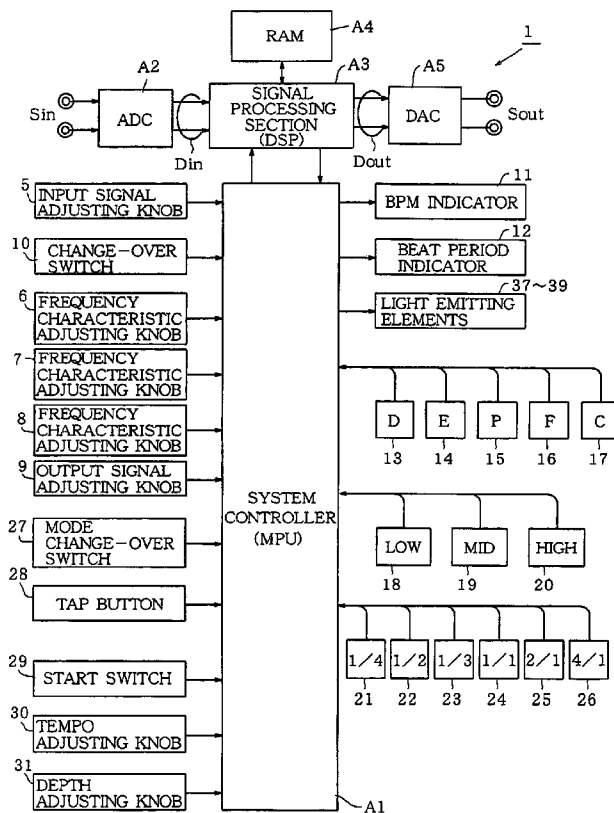 RAM
A4
1
A2
A3
A5
Sin
ADC
SIGNAL
PROCESSING
SECTION
(DSP)
DAC
Sout
Din
Dout
5
INPUT SIGNAL
ADJUSTING KNOB
11
BPM INDICATOR
10
CHANGE-OVER
SWITCH
12
BEAT PERIOD
INDICATOR
6
FREQUENCY
CHARACTERISTIC
ADJUSTING KNOB
37~39
LIGHT EMITTING
ELEMENTS
7
FREQUENCY
CHARACTERISTIC
ADJUSTING KNOB
D
E
P
F
C
13
14
15
16
17
8
FREQUENCY
CHARACTERISTIC
ADJUSTING KNOB
9
OUTPUT SIGNAL
ADJUSTING KNOB
SYSTEM
CONTROLLER
(MPU)
27
MODE
CHANGE-OVER
SWITCH
LOW
MID
HIGH
18
19
20
28
TAP BUTTON
1/4
1/2
1/3
1/1
2/1
4/1
21
22
23
24
25
26
29
START SWITCH
30
TEMPO
ADJUSTING KNOB
31
DEPTH
ADJUSTING KNOB
A1